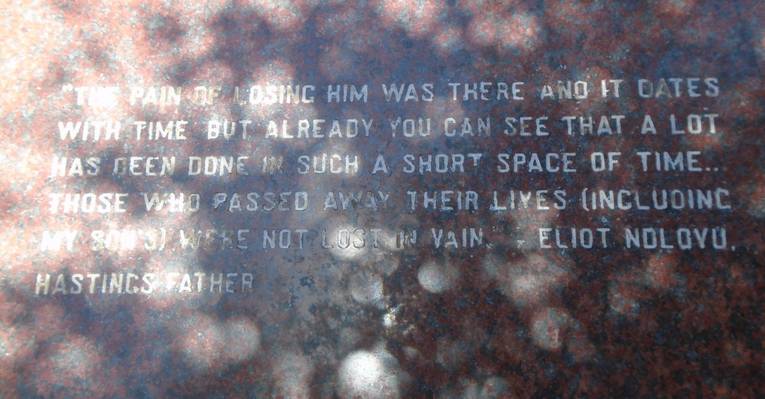 "THE PAIN OF LOSING HIM WAS THERE AND IT DATES
WITH TIME BUT ALREADY YOU CAN SEE THAT A LOT
HAS BEEN DONE IN SUCH A SHORT SPACE OF TIME..
THOSE WHO PASSED AWAY THEIR LIVES (INCLUDING
MY SON'S) WERE NOT LOST IN VAIN." - ELIOT NDLOVU,
HASTINGS FATHER